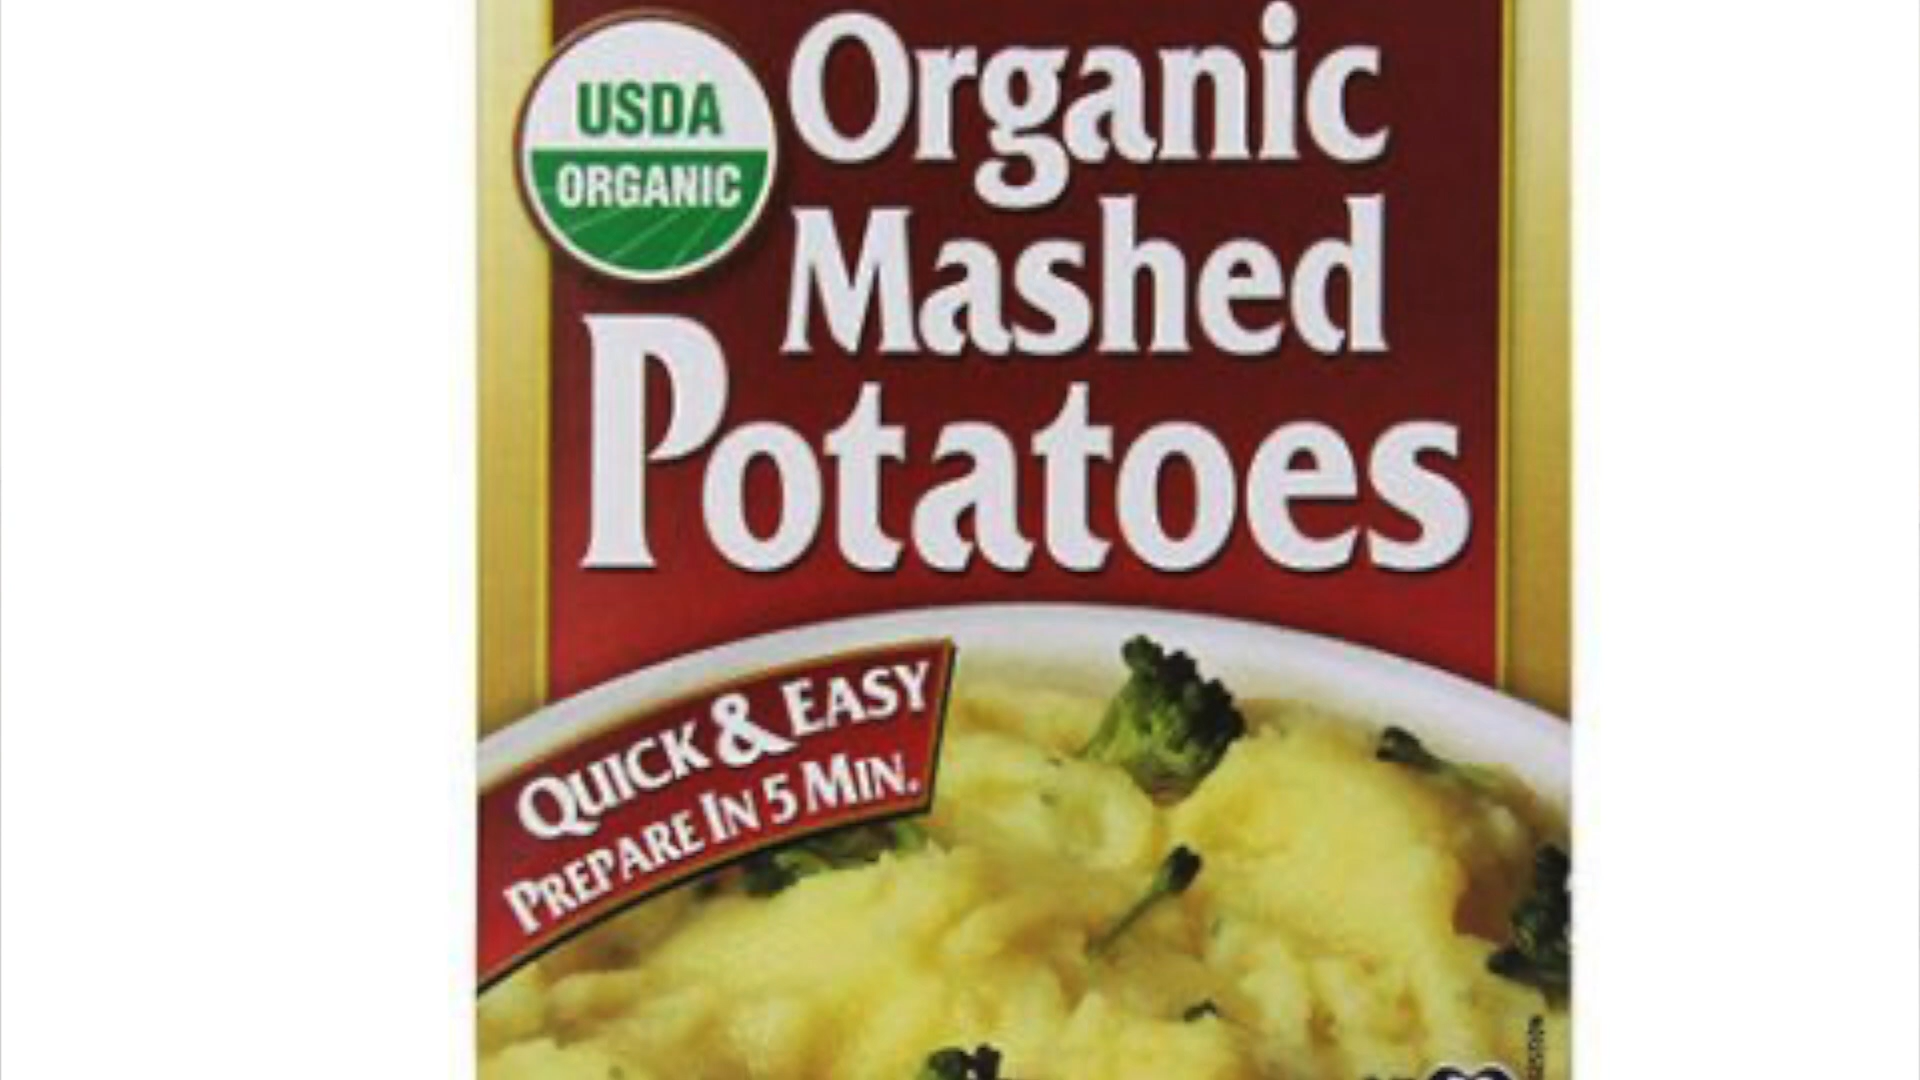 USDA
ORGANIC
Organic
Mashed
Potatoes
QUICK & EASY
PREPARE IN 5 MIN.